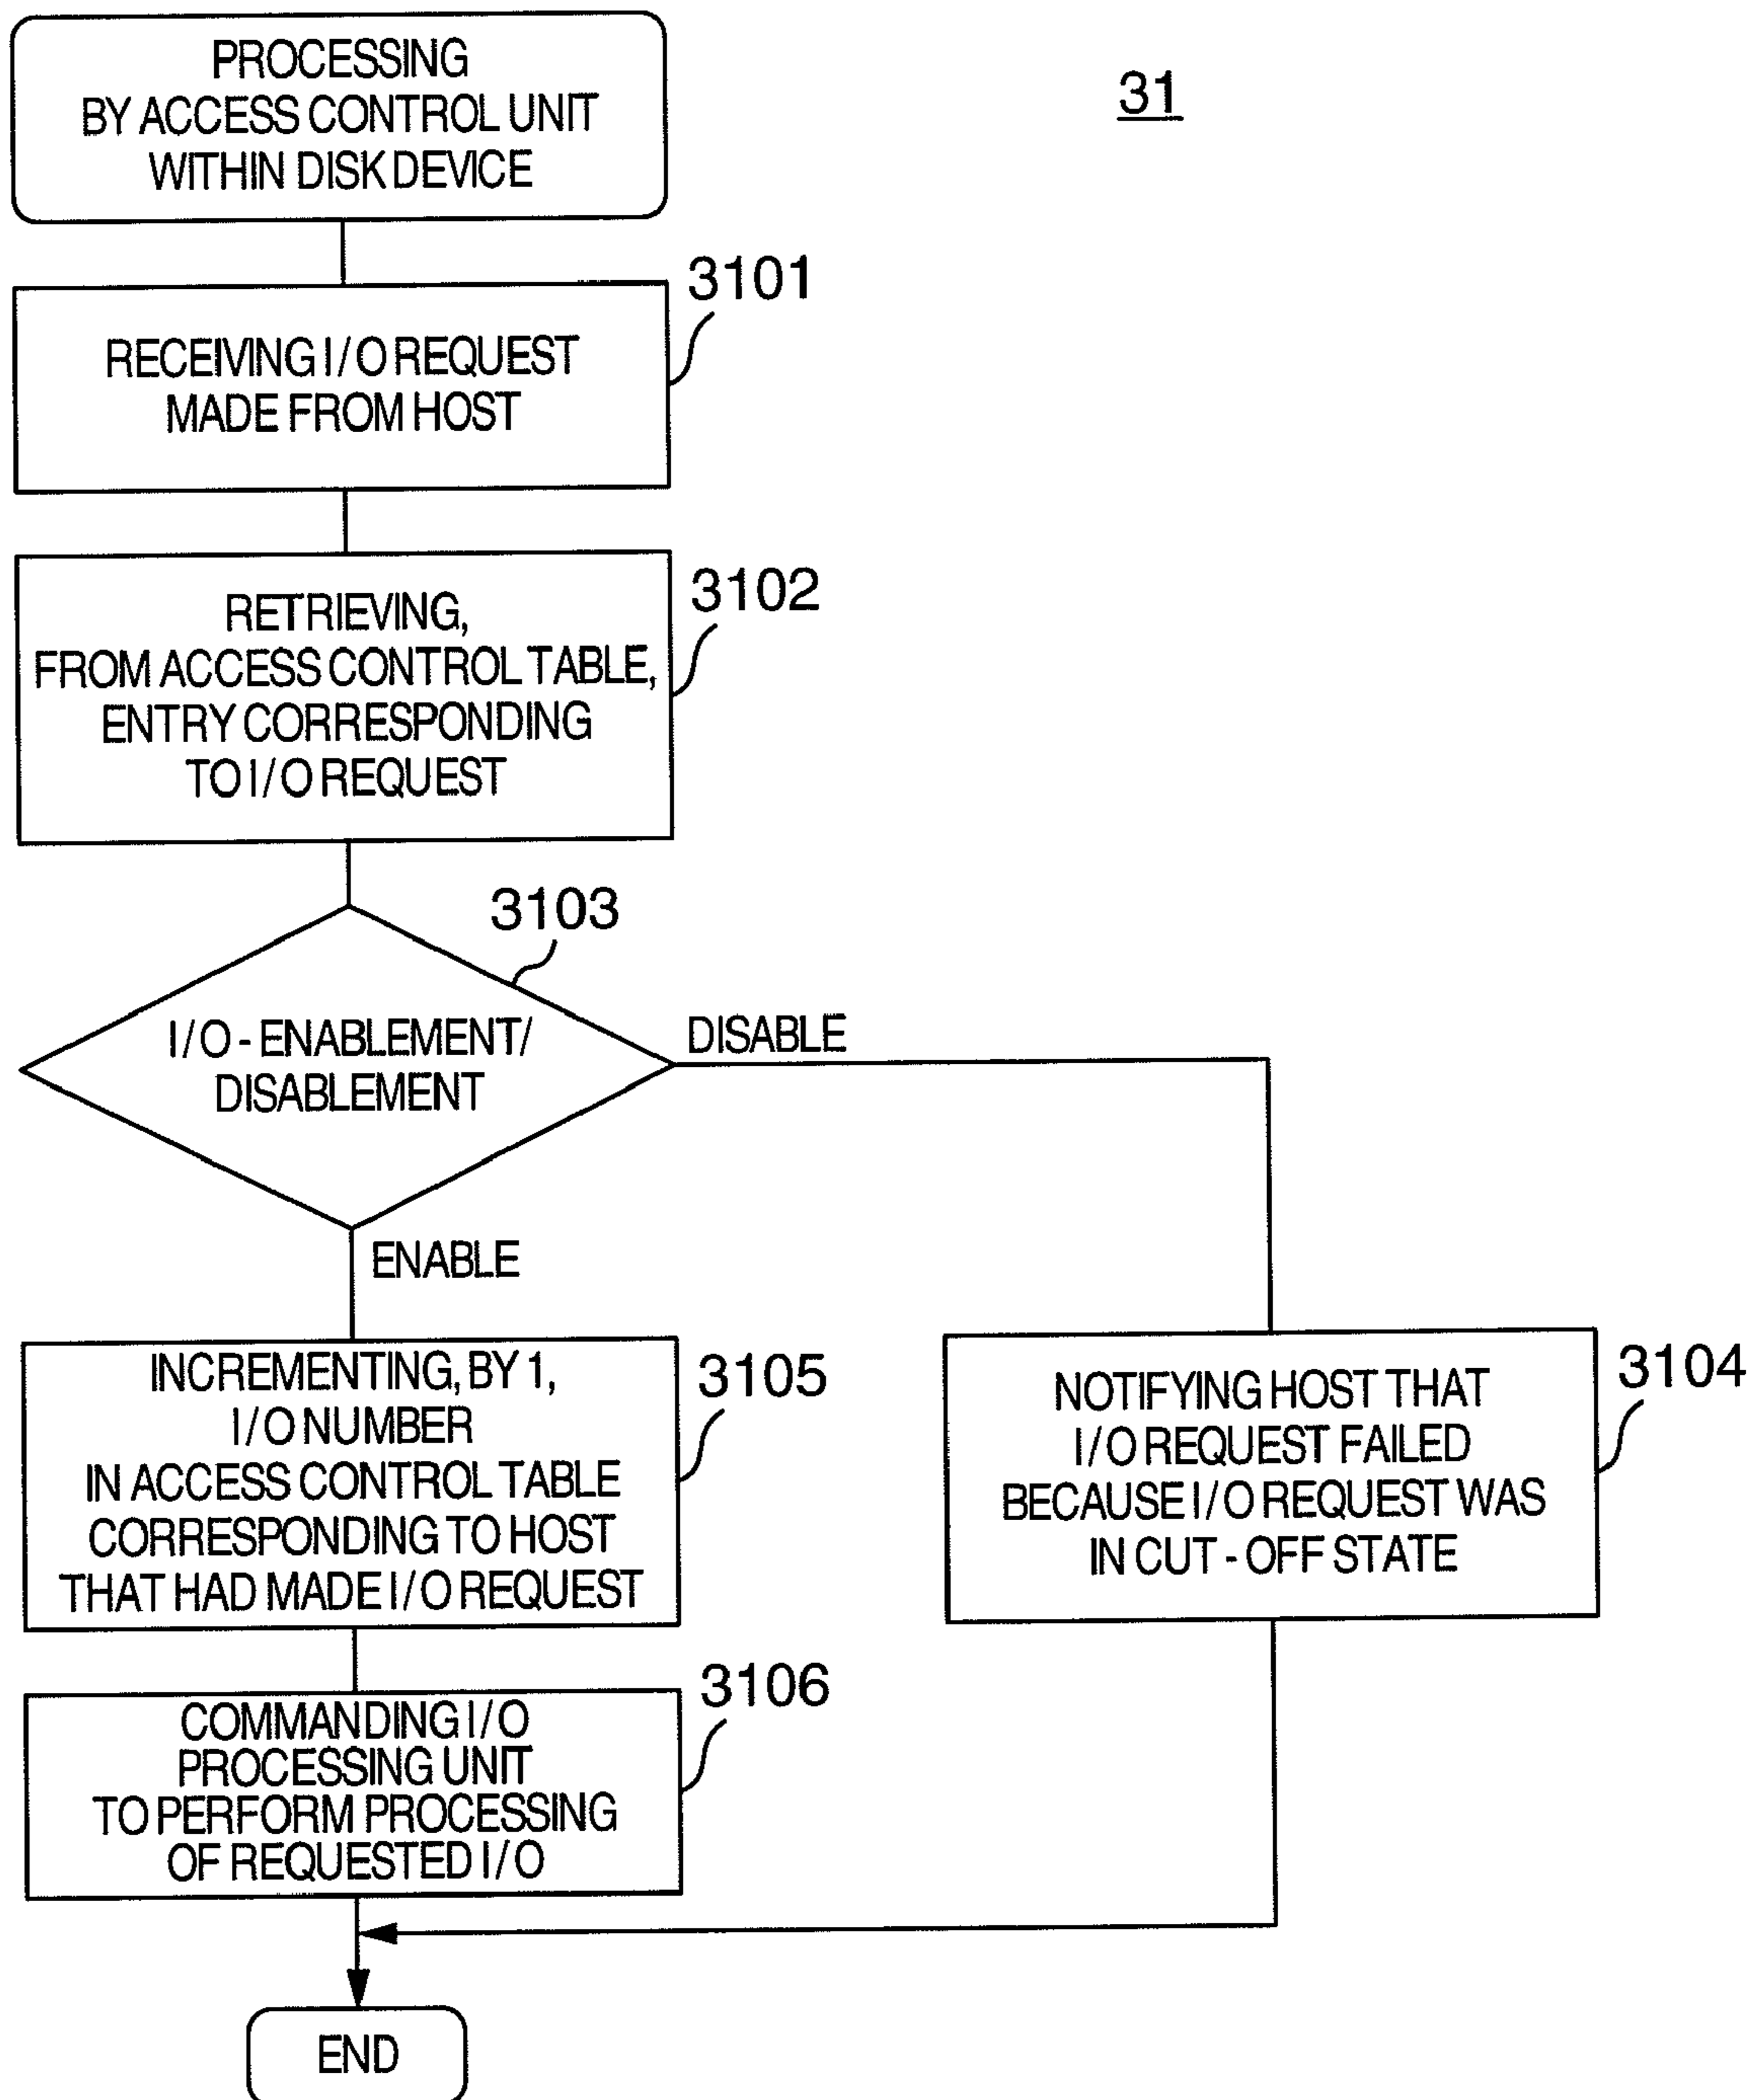 PROCESSING
BY ACCESS CONTROL UNIT
WITHIN DISK DEVICE
31
3101
RECEIVING I/O REQUEST
MADE FROM HOST
3102
RETRIEVING,
FROM ACCESS CONTROL TABLE,
ENTRY CORRESPONDING
TO I/O REQUEST
3103
I/O - ENABLEMENT/
DISABLEMENT
DISABLE
ENABLE
3105
INCREMENTING, BY 1,
I/O NUMBER
IN ACCESS CONTROL TABLE
CORRESPONDING TO HOST
THAT HAD MADE I/O REQUEST
3104
NOTIFYING HOST THAT
I/O REQUEST FAILED
BECAUSE I/O REQUEST WAS
IN CUT - OFF STATE
3106
COMMANDING I/O
PROCESSING UNIT
TO PERFORM PROCESSING
OF REQUESTED I/O
END